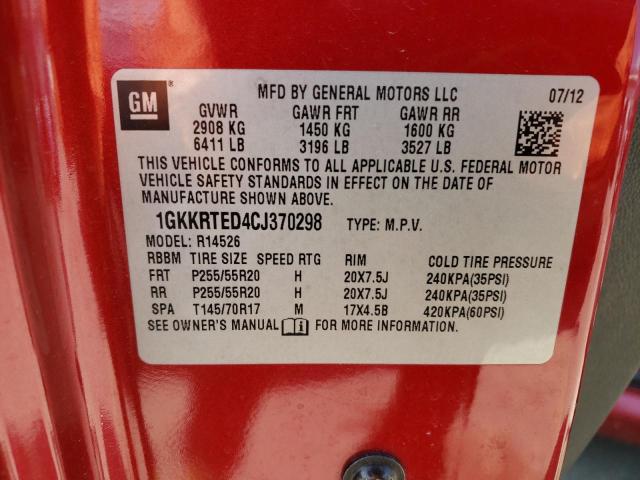 GM
MFD BY GENERAL MOTORS LLC 07/12
GVWR GAWR FRT GAWR RR
2908 KG 1450 KG 1600 KG
6411 LB 3196 LB 3527 LB
THIS VEHICLE CONFORMS TO ALL APPLICABLE U.S. FEDERAL MOTOR
VEHICLE SAFETY STANDARDS IN EFFECT ON THE DATE OF
MANUFACTURE SHOWN ABOVE.
1GKKRTED4CJ370298 TYPE: M.P.V.
MODEL: R14526
RBBM TIRE SIZE SPEED RTG RIM COLD TIRE PRESSURE
FRT P255/55R20 H 20X7.5J 240KPA(35PSI)
RR P255/55R20 H 20X7.5J 240KPA(35PSI)
SPA T145/70R17 M 17X4.5B 420KPA(60PSI)
SEE OWNER'S MANUAL FOR MORE INFORMATION.